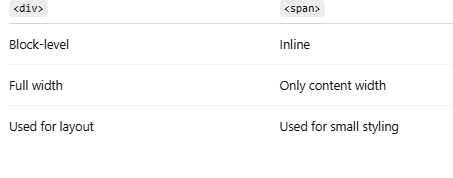 <div> <span>
Block-level Inline
Full width Only content width
Used for layout Used for small styling